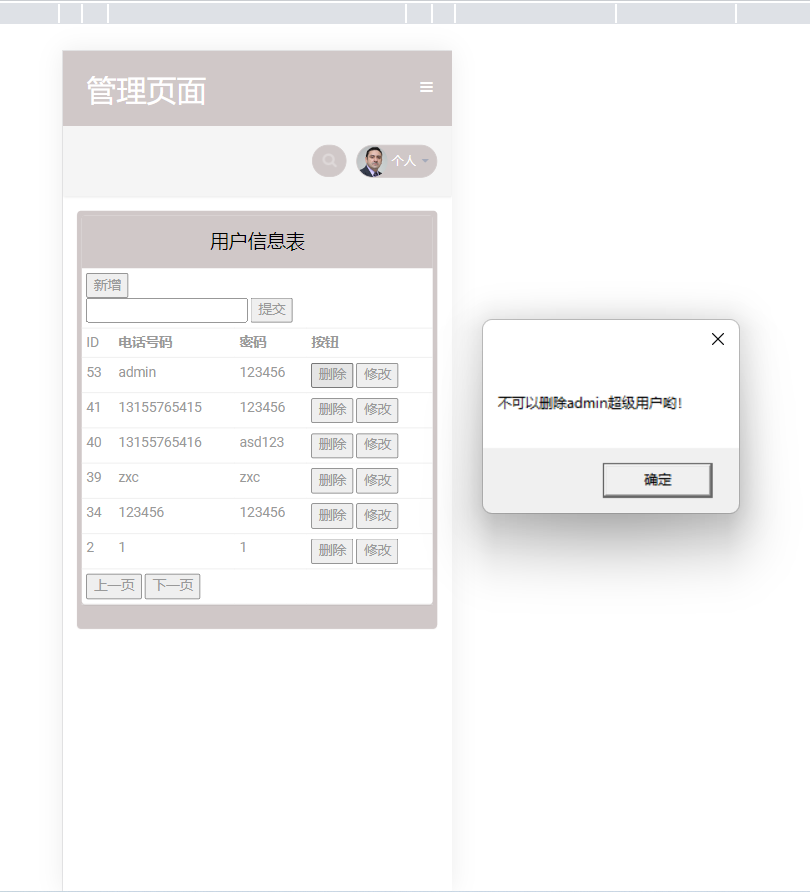 管理页面
个人
用户信息表
新增
提交
ID 电话号码 密码 按钮
53 admin 123456 删除 修改
41 13155765415 123456 删除 修改
40 13155765416 asd123 删除 修改
39 zxc zxc 删除 修改
34 123456 123456 删除 修改
2 1 1 删除 修改
上一页 下一页
不可以删除admin超级用户哟!
确定